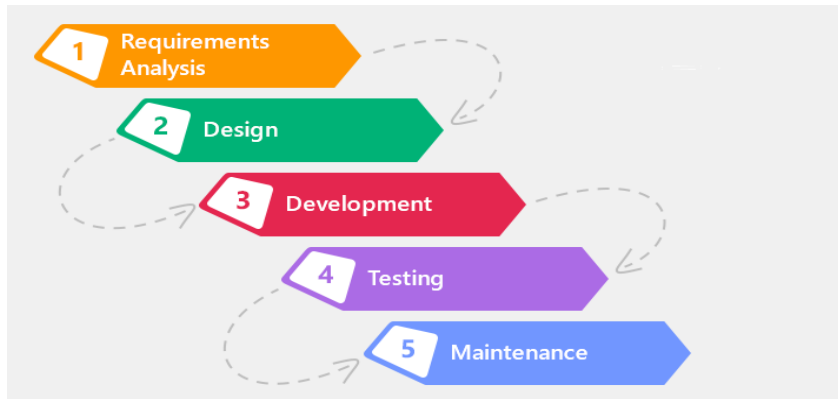 1
Requirements
Analysis
2
Design
3
Development
4
Testing
5
Maintenance